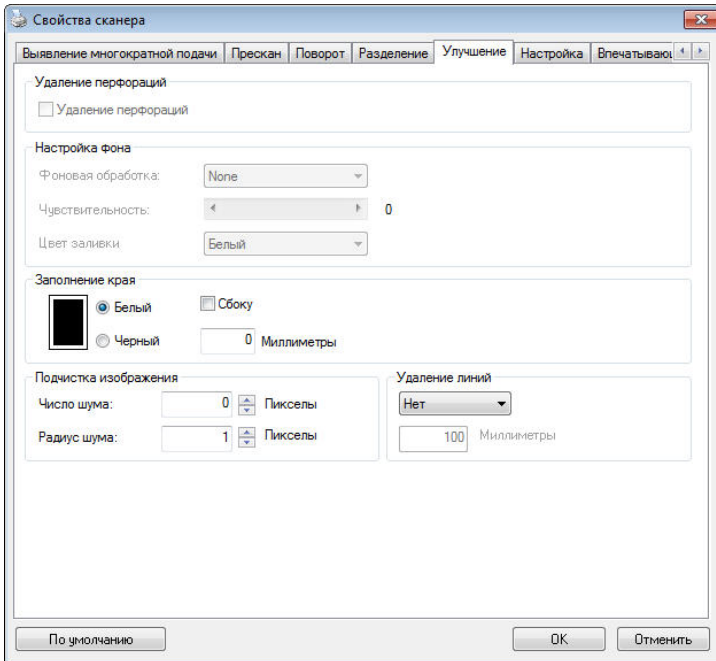 Свойства сканера
Выявление многократной подачи Прескан Поворот Разделение Улучшение Настройка Впечатывающ
Удаление перфораций
Удаление перфораций
Настройка фона
Фоновая обработка: None
Чувствительность: 0
Цвет заливки Белый
Заполнение края
Белый Сбоку
Черный 0 Миллиметры
Подчистка изображения Удаление линий
Число шума: 0 Пикселы Нет
Радиус шума: 1 Пикселы 100 Миллиметры
По умолчанию OK Отменить